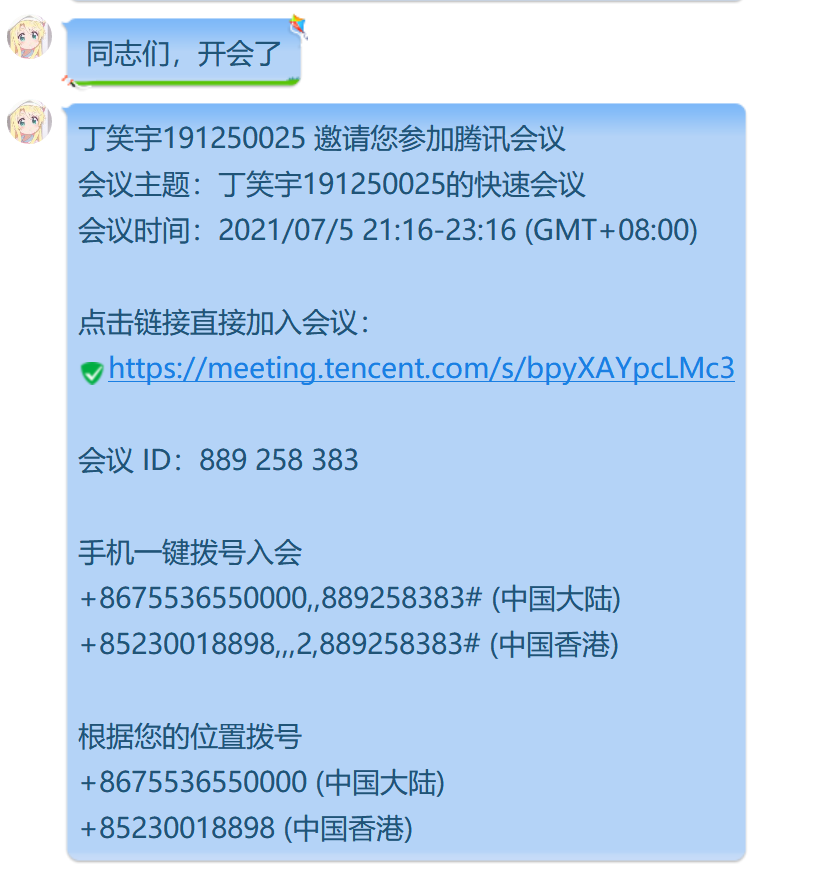 同志们，开会了
丁笑宇191250025 邀请您参加腾讯会议
会议主题：丁笑宇191250025的快速会议
会议时间：2021/07/5 21:16-23:16 (GMT+08:00)
点击链接直接加入会议：
https://meeting.tencent.com/s/bpyXAYpcLMc3
会议 ID：889 258 383
手机一键拨号入会
+8675536550000,,889258383# (中国大陆)
+85230018898,,,2,889258383# (中国香港)
根据您的位置拨号
+8675536550000 (中国大陆)
+85230018898 (中国香港)